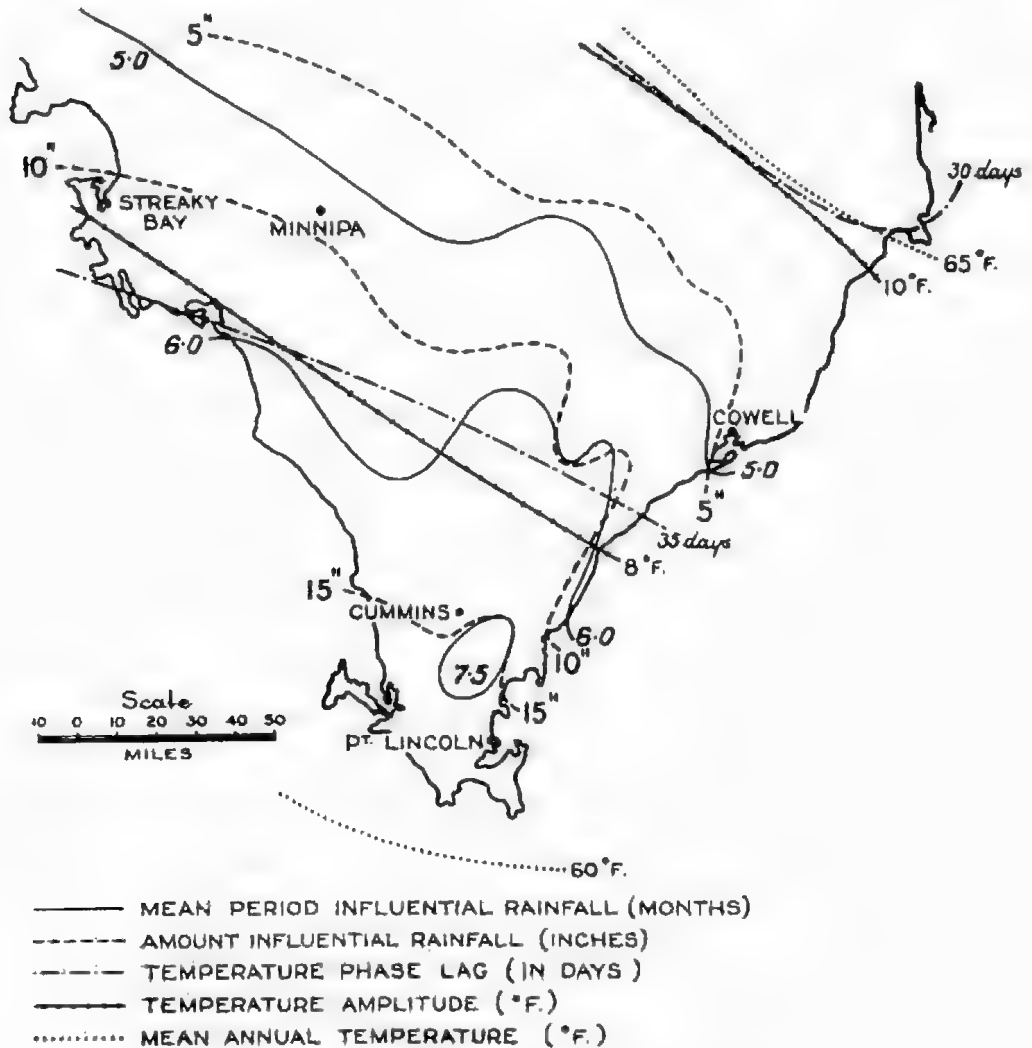 5"
5·0
10"
STREAKY
BAY
MINNIPA
30 days
65°F.
10°F.
6·0
COWELL
5·0
5"
35 days
8°F.
15"
CUMMINS
6·0
10"
7·5
15"
Scale
10 0 10 20 30 40 50
MILES
PT. LINCOLN
60°F.
MEAN PERIOD INFLUENTIAL RAINFALL (MONTHS)
AMOUNT INFLUENTIAL RAINFALL (INCHES)
TEMPERATURE PHASE LAG (IN DAYS)
TEMPERATURE AMPLITUDE (°F.)
MEAN ANNUAL TEMPERATURE (°F.)